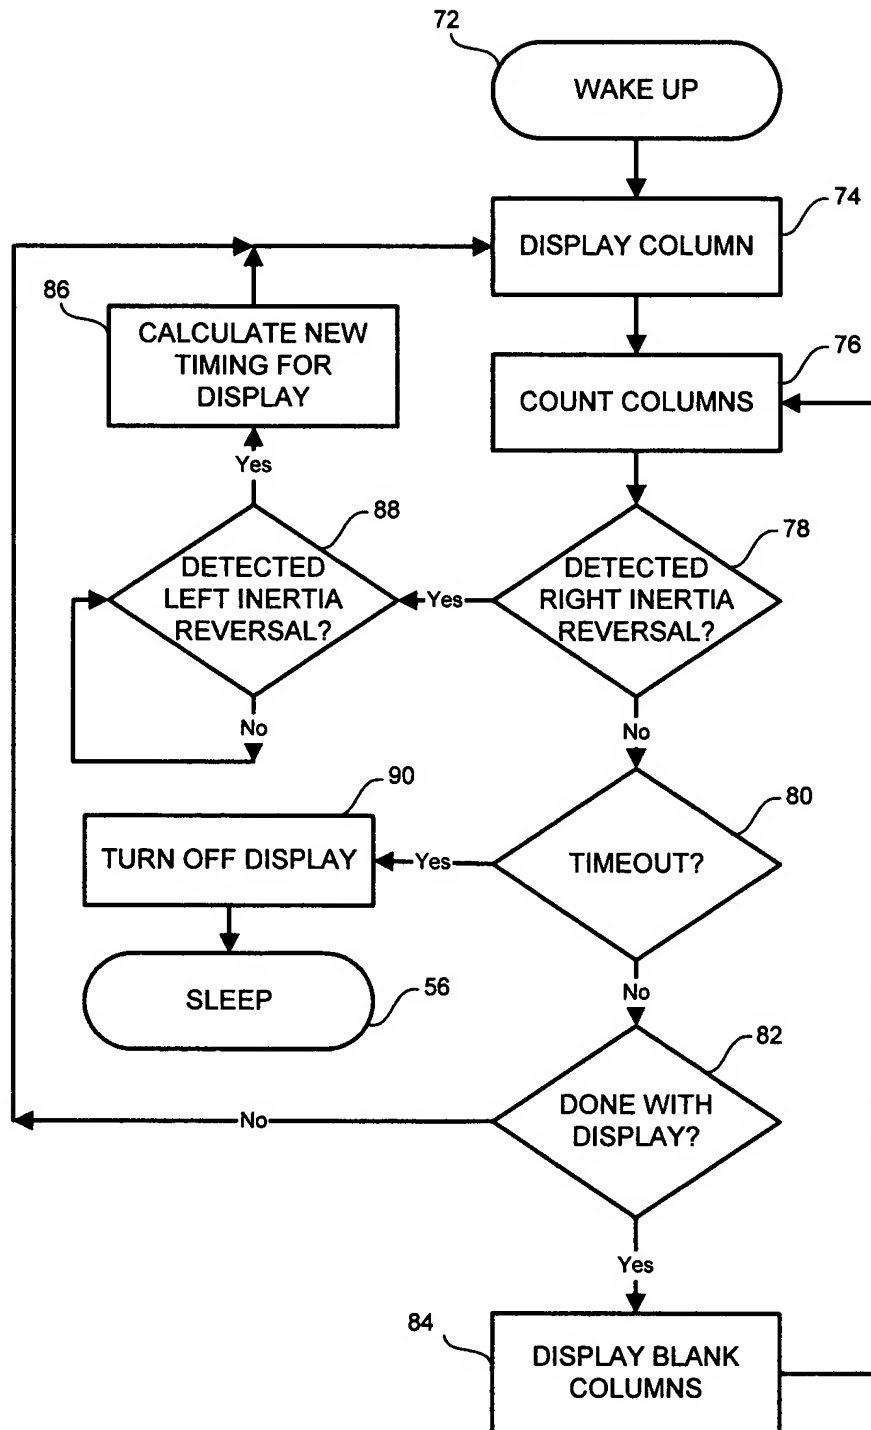 72
WAKE UP
74
DISPLAY COLUMN
86
CALCULATE NEW
TIMING FOR
DISPLAY
76
COUNT COLUMNS
Yes
88
DETECTED
LEFT INERTIA
REVERSAL?
Yes
78
DETECTED
RIGHT INERTIA
REVERSAL?
No
No
90
TURN OFF DISPLAY
Yes
80
TIMEOUT?
SLEEP
56
No
82
DONE WITH
DISPLAY?
No
Yes
84
DISPLAY BLANK
COLUMNS